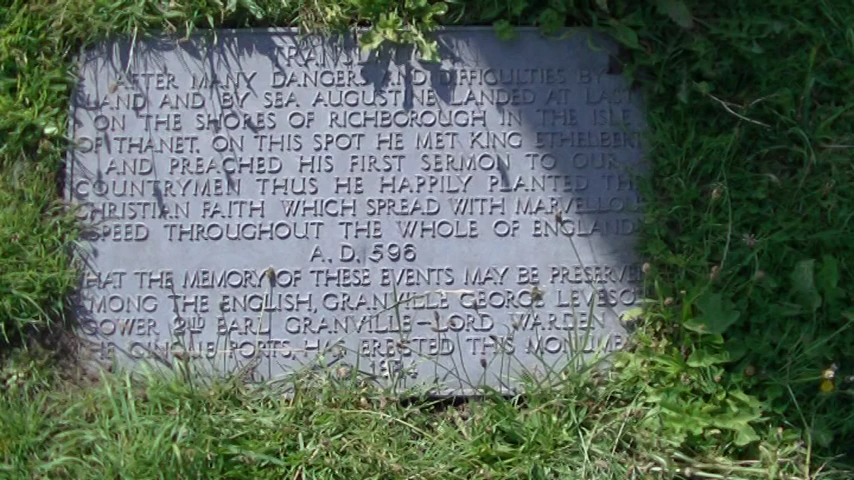 TRANSLATION
AFTER MANY DANGERS AND DIFFICULTIES BY
LAND AND BY SEA AUGUSTINE LANDED AT LAST
ON THE SHORES OF RICHBOROUGH IN THE ISLE
OF THANET. ON THIS SPOT HE MET KING ETHELBERT
AND PREACHED HIS FIRST SERMON TO OUR
COUNTRYMEN THUS HE HAPPILY PLANTED THE
CHRISTIAN FAITH WHICH SPREAD WITH MARVELLOUS
SPEED THROUGHOUT THE WHOLE OF ENGLAND
A.D. 596
THAT THE MEMORY OF THESE EVENTS MAY BE PRESERVED
AMONG THE ENGLISH, GRANVILLE GEORGE LEVESON
GOWER 2ND EARL GRANVILLE-LORD WARDEN
THE CINQUE PORTS, HAS ERECTED THIS MONUMENT